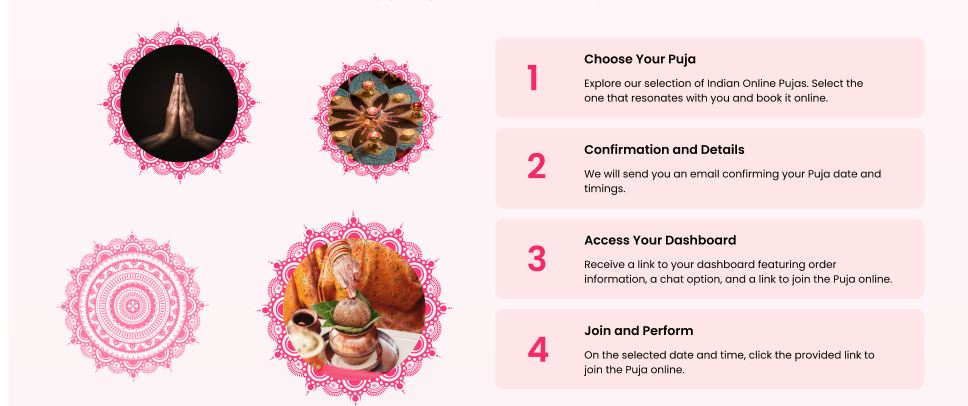 1
Choose Your Puja
Explore our selection of Indian Online Pujas. Select the
one that resonates with you and book it online.
2
Confirmation and Details
We will send you an email confirming your Puja date and
timings.
3
Access Your Dashboard
Receive a link to your dashboard featuring order
information, a chat option, and a link to join the Puja online.
4
Join and Perform
On the selected date and time, click the provided link to
join the Puja online.